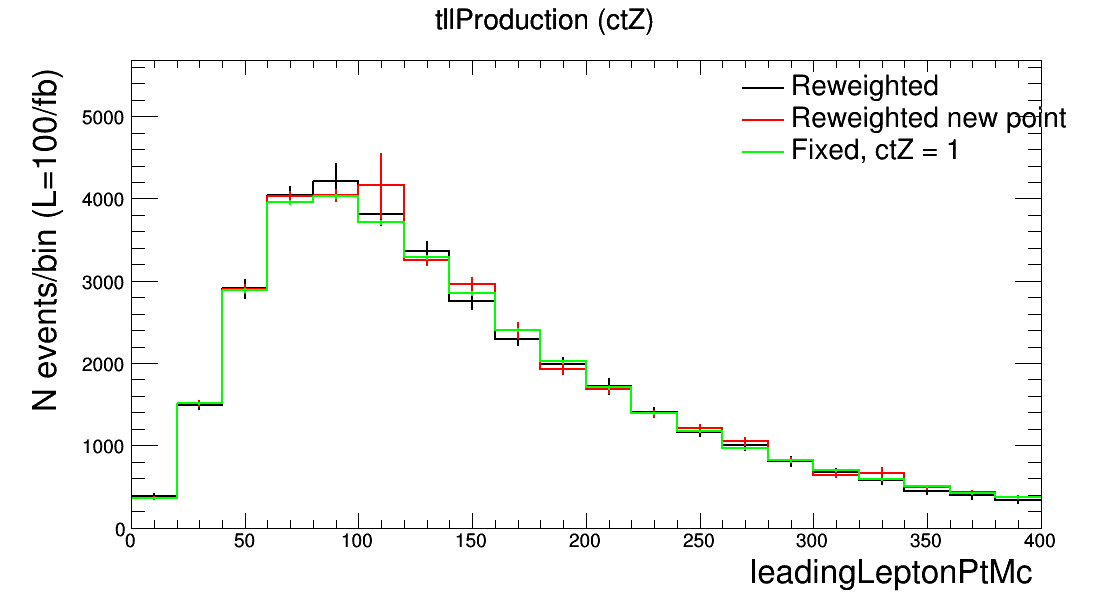 tllProduction (ctZ)
N events/bin (L=100/fb)
Reweighted
Reweighted new point
Fixed, ctZ = 1
5000
4000
3000
2000
1000
0
0 50 100 150 200 250 300 350 400
leadingLeptonPtMc